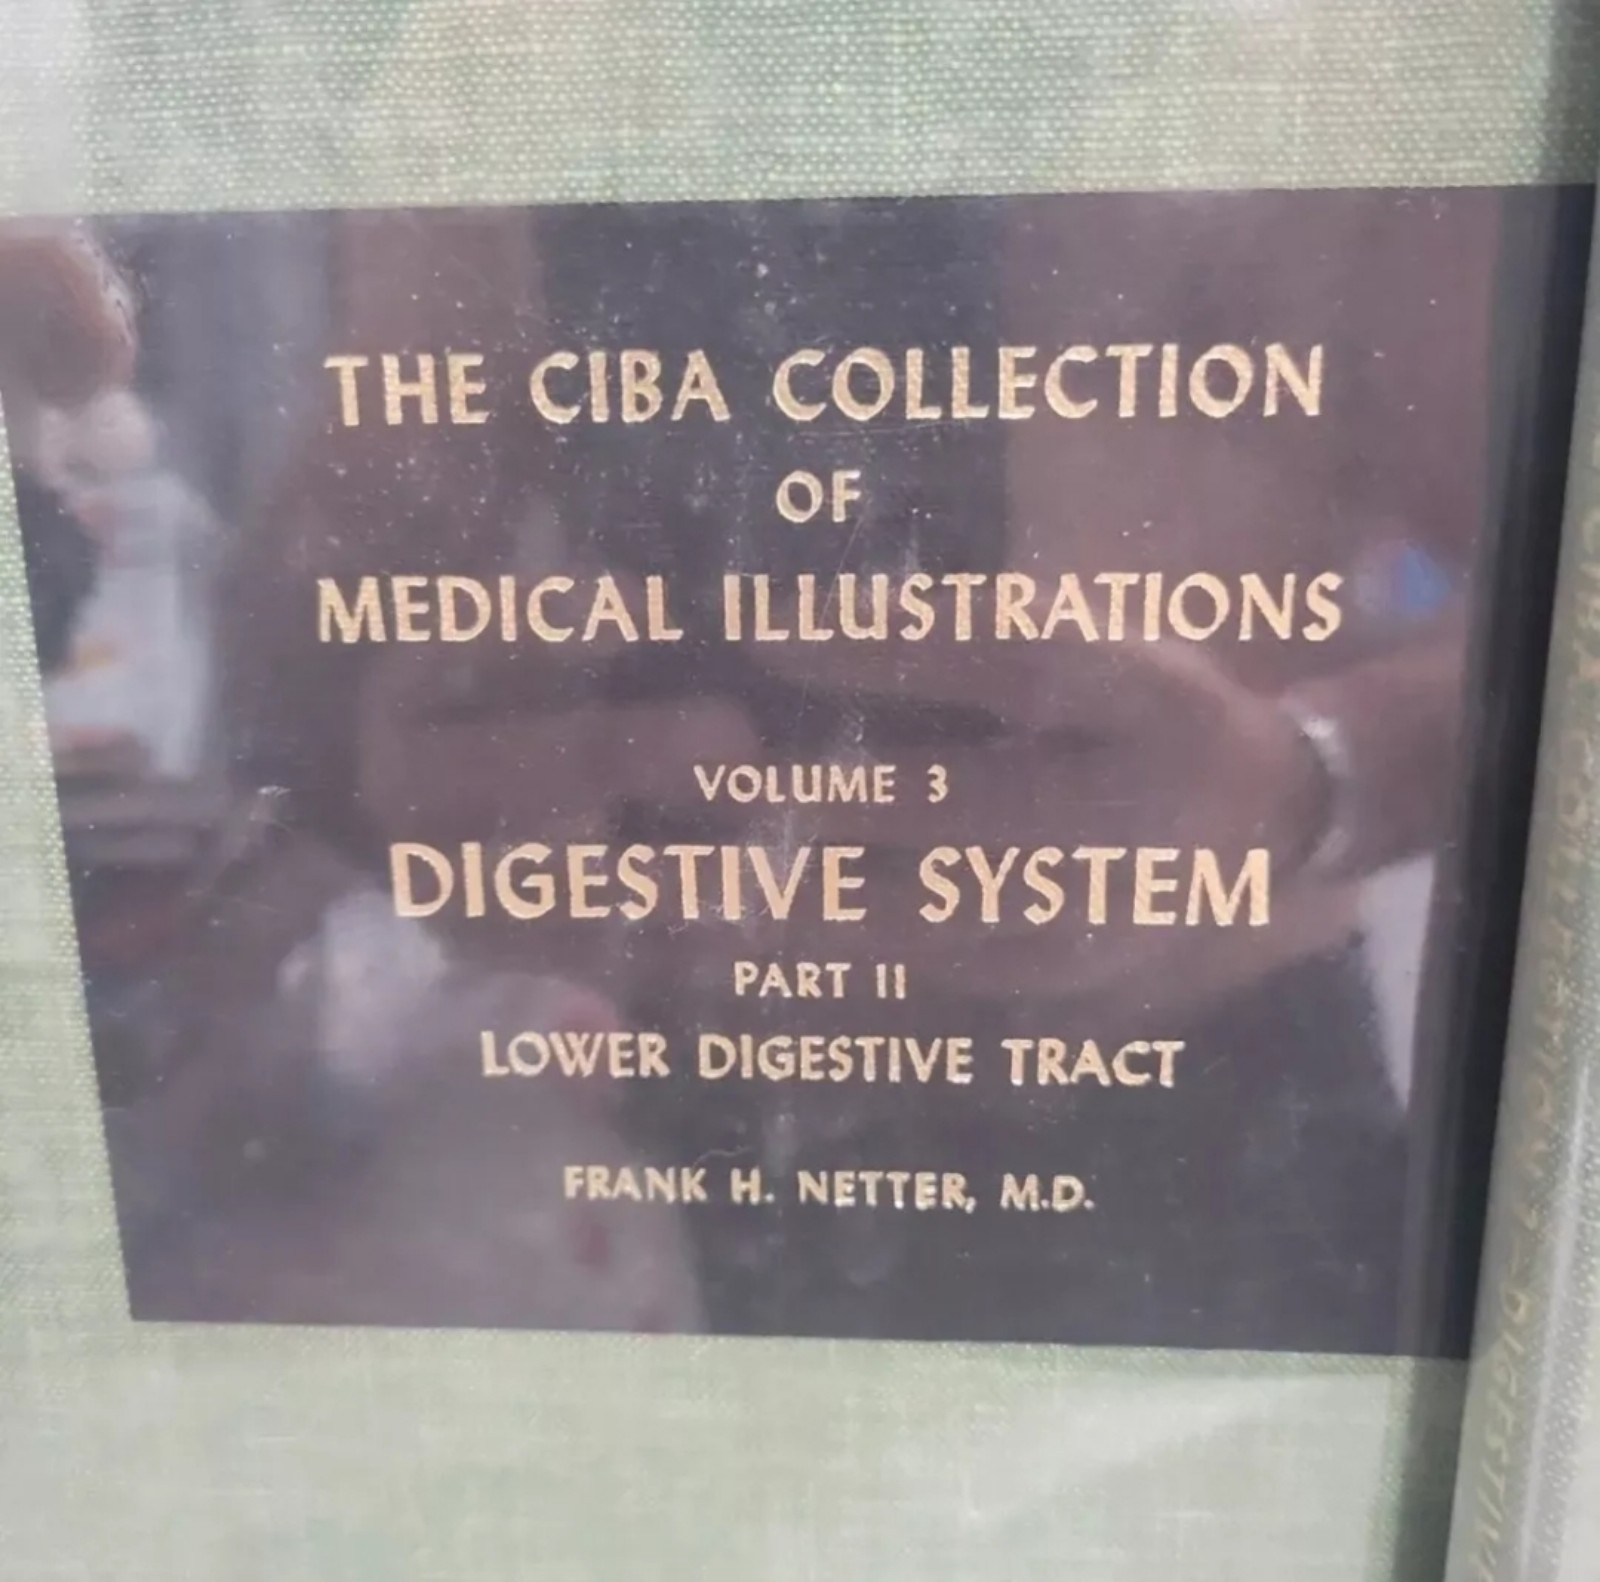 THE CIBA COLLECTION
OF
MEDICAL ILLUSTRATIONS
VOLUME 3
DIGESTIVE SYSTEM
PART II
LOWER DIGESTIVE TRACT
FRANK H. NETTER, M.D.